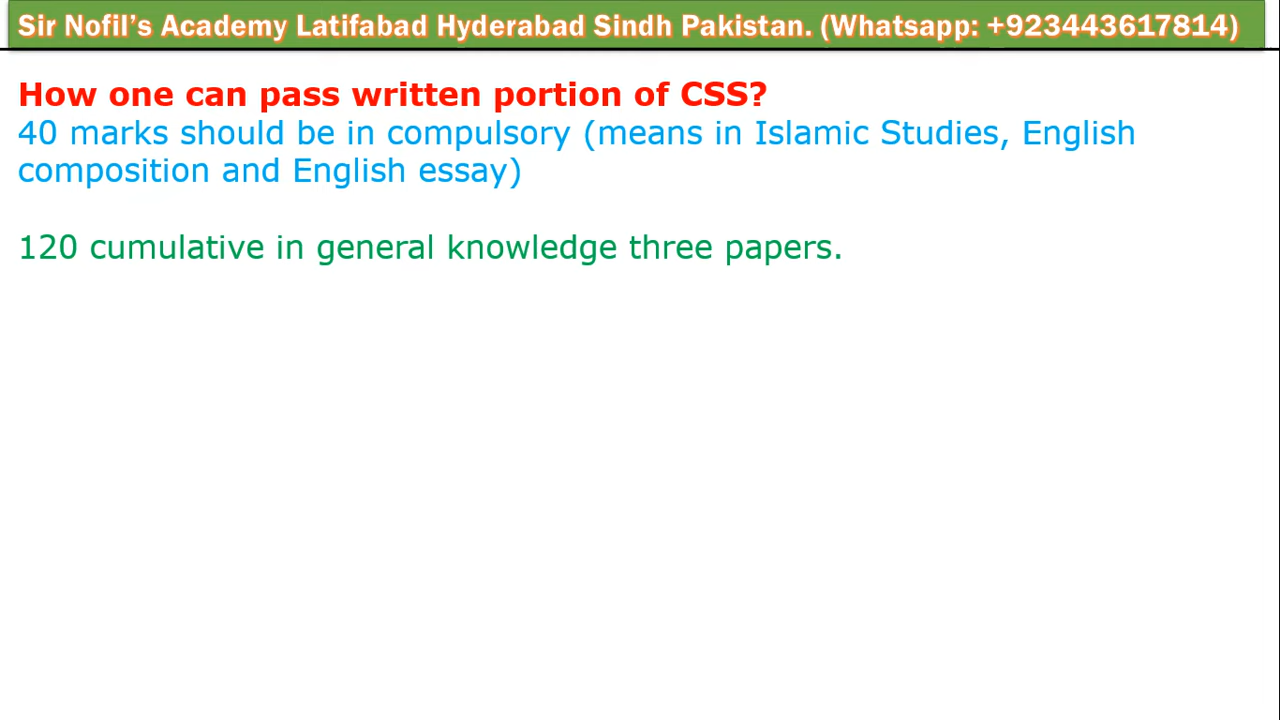 Sir Nofil’s Academy Latifabad Hyderabad Sindh Pakistan. (Whatsapp: +923443617814)
How one can pass written portion of CSS?
40 marks should be in compulsory (means in Islamic Studies, English
composition and English essay)
120 cumulative in general knowledge three papers.